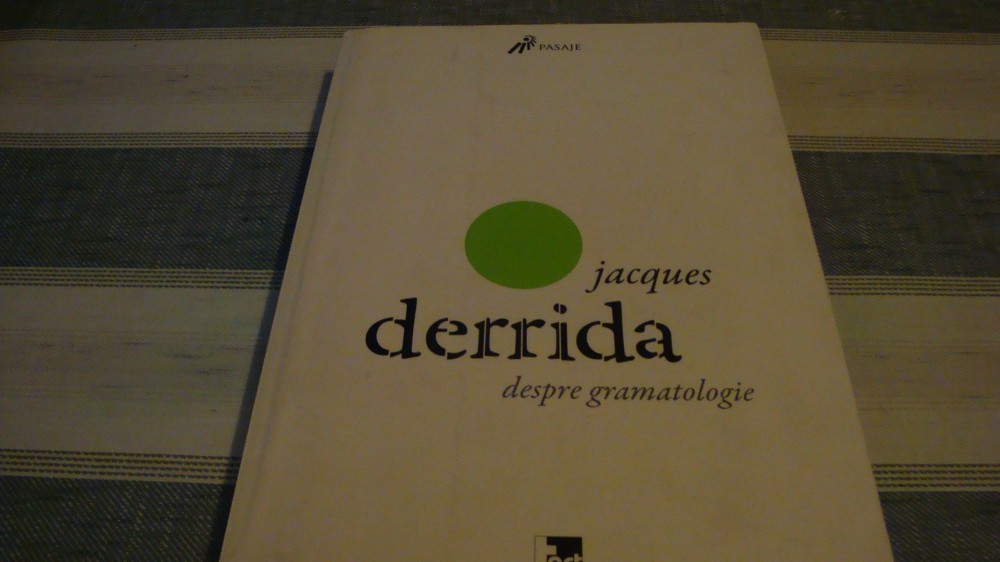 PASAJE
jacques
derrida
despre gramatologie